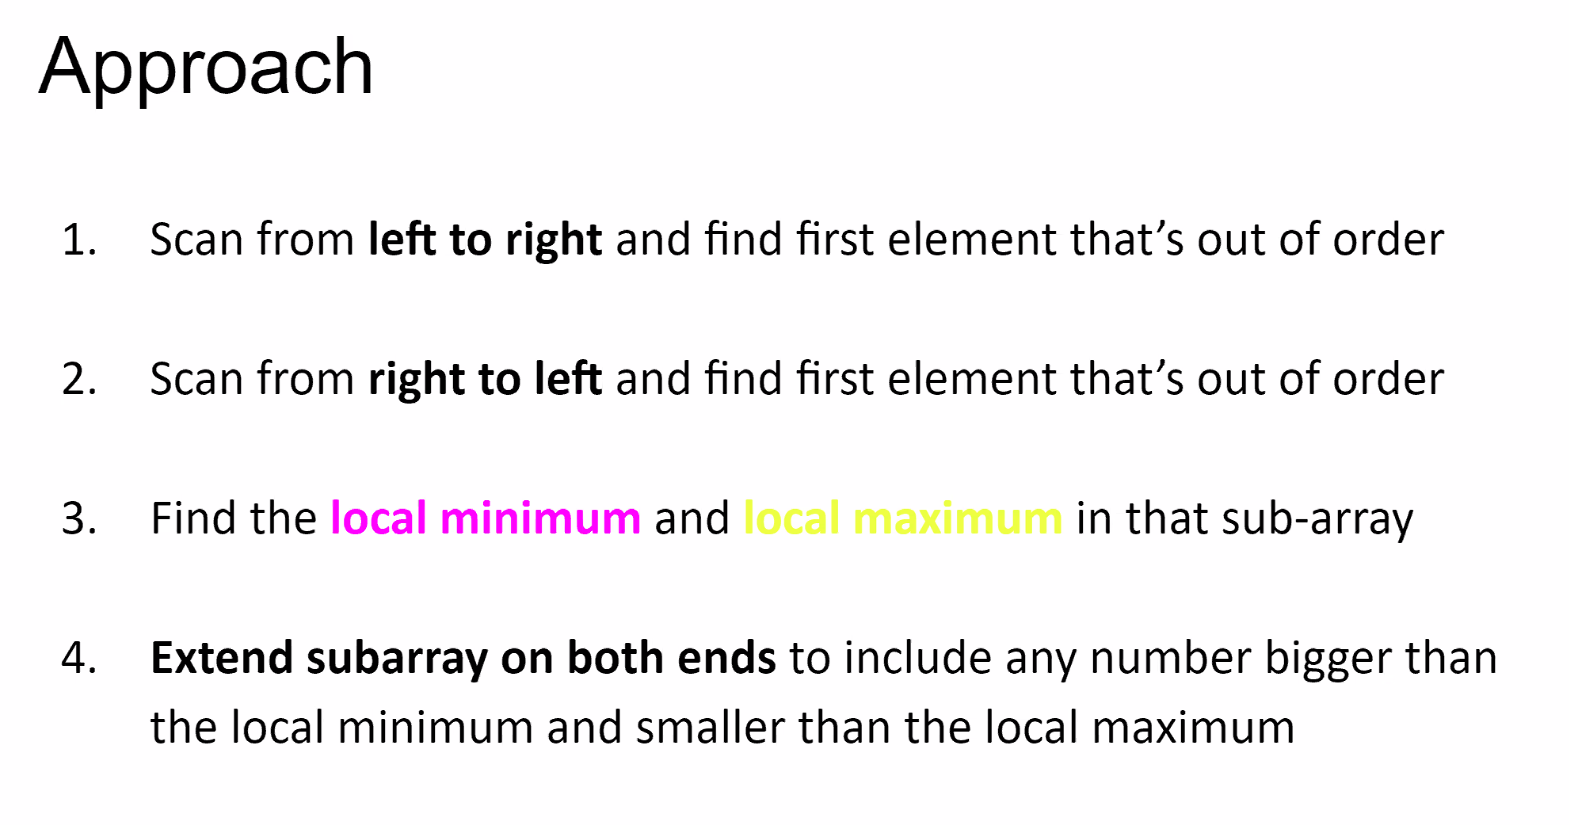 Approach
1. Scan from left to right and find first element that’s out of order
2. Scan from right to left and find first element that’s out of order
3. Find the local minimum and local maximum in that sub-array
4. Extend subarray on both ends to include any number bigger than
the local minimum and smaller than the local maximum